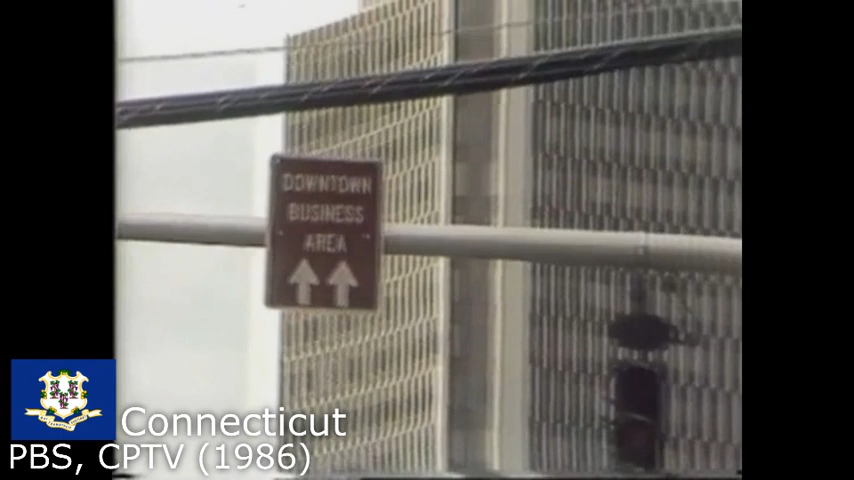 DOWNTOWN
BUSINESS
AREA
Connecticut
PBS, CPTV (1986)